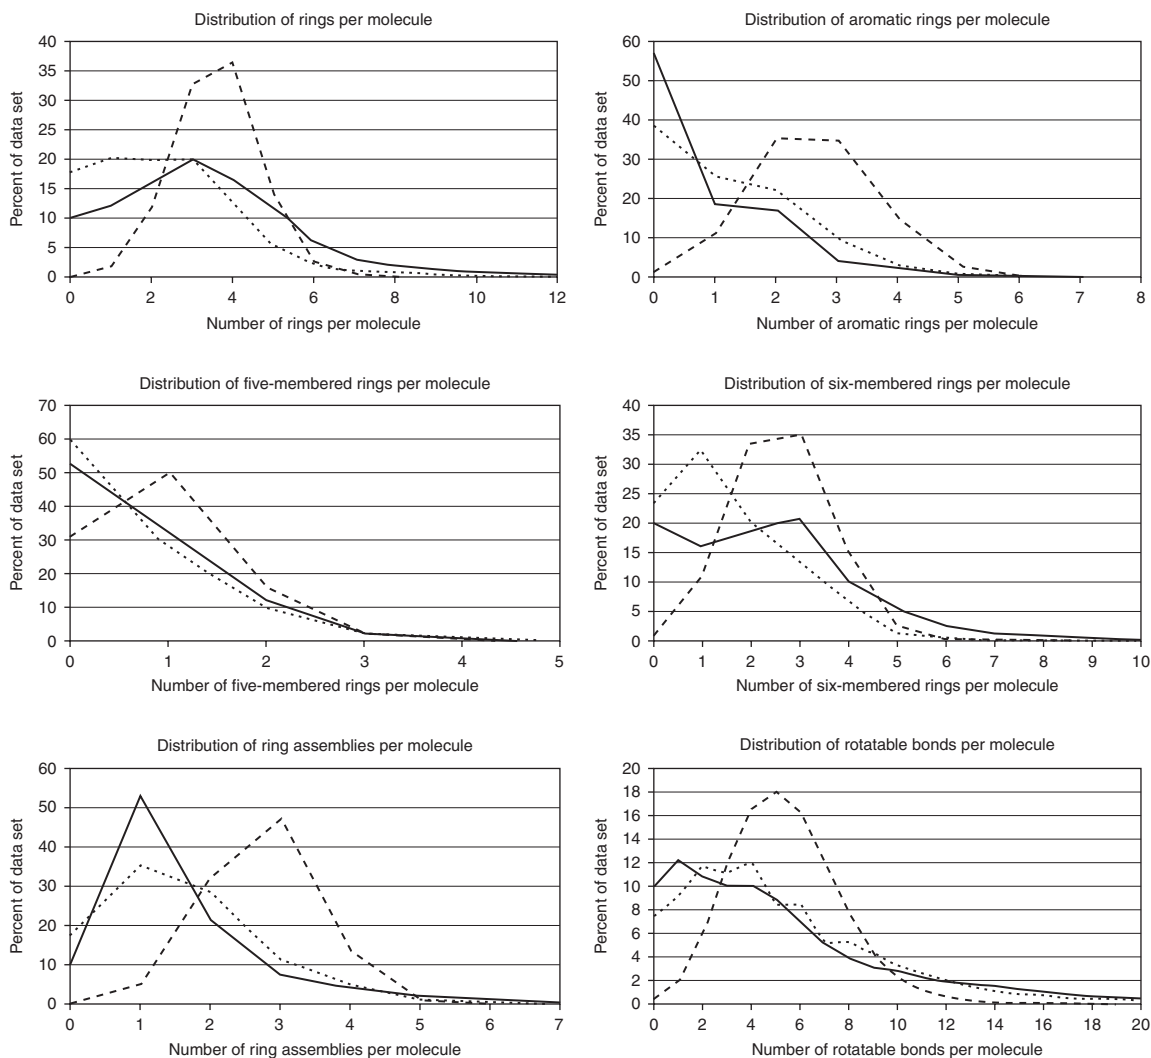 Distribution of rings per molecule
40
35
30
25
20
15
10
5
0
Percent of data set
0 2 4 6 8 10 12
Number of rings per molecule
Distribution of aromatic rings per molecule
60
50
40
30
20
10
0
Percent of data set
0 1 2 3 4 5 6 7 8
Number of aromatic rings per molecule
Distribution of five-membered rings per molecule
70
60
50
40
30
20
10
0
Percent of data set
0 1 2 3 4 5
Number of five-membered rings per molecule
Distribution of six-membered rings per molecule
40
35
30
25
20
15
10
5
0
Percent of data set
0 1 2 3 4 5 6 7 8 9 10
Number of six-membered rings per molecule
Distribution of ring assemblies per molecule
60
50
40
30
20
10
0
Percent of data set
0 1 2 3 4 5 6 7
Number of ring assemblies per molecule
Distribution of rotatable bonds per molecule
20
18
16
14
12
10
8
6
4
2
0
Percent of data set
0 2 4 6 8 10 12 14 16 18 20
Number of rotatable bonds per molecule